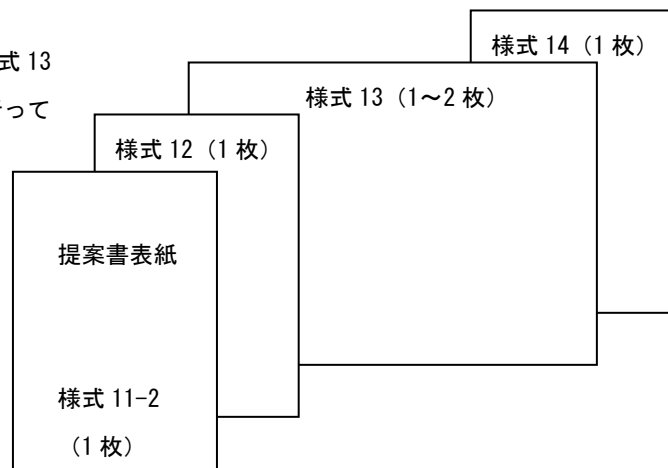 式 13
って
様式 14（1 枚）
様式 13（1～2 枚）
様式 12（1 枚）
提案書表紙
様式 11-2
（1 枚）